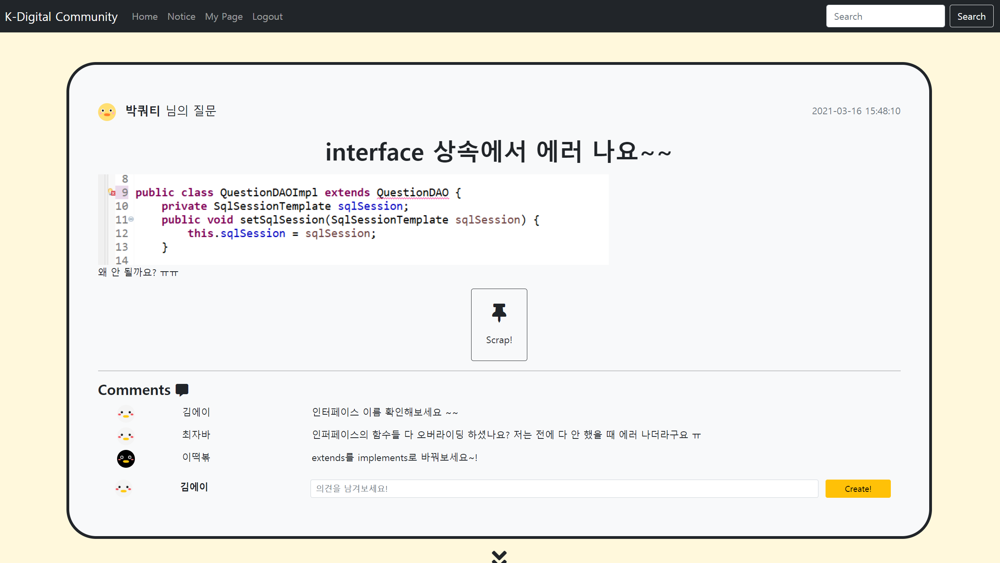 K-Digital Community Home Notice My Page Logout Search Search
박쿼티 님의 질문 2021-03-16 15:48:10
interface 상속에서 에러 나요~~
8
9 public class QuestionDAOImpl extends QuestionDAO {
10 private SqlSessionTemplate sqlSession;
11 public void setSqlSession(SqlSessionTemplate sqlSession) {
12 this.sqlSession = sqlSession;
13 }
14
왜 안 될까요? ㅠㅠ
Scrap!
Comments
김에이 인터페이스 이름 확인해보세요 ~~
최자바 인퍼페이스의 함수들 다 오버라이딩 하셨나요? 저는 전에 다 안 했을 때 에러 나더라구요 ㅠ
이떡볶 extends를 implements로 바꿔보세요~!
김에이 의견을 남겨보세요! Create!